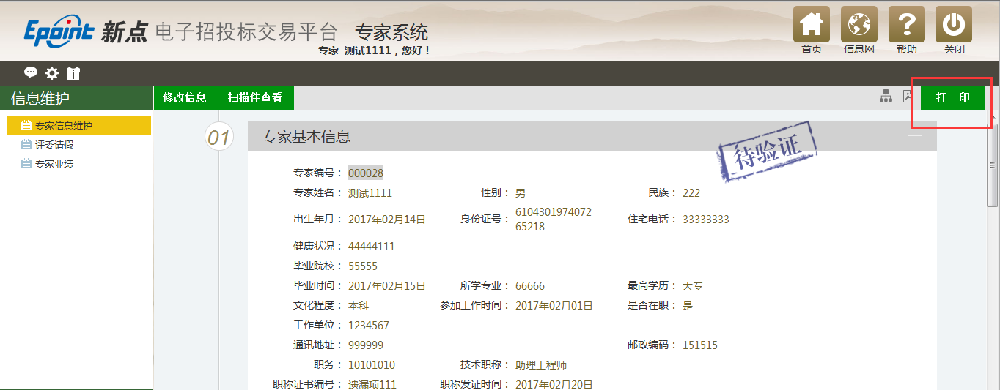 Epoint 新点 电子招投标交易平台 专家系统
专家 测试1111，您好！
首页 信息网 帮助 关闭
信息维护 修改信息 扫描件查看 打 印
专家信息维护
评委请假
专家业绩
01 专家基本信息
待验证
专家编号： 000028
专家姓名： 测试1111 性别： 男 民族： 222
出生年月： 2017年02月14日 身份证号： 6104301974072
65218 住宅电话： 33333333
健康状况： 44444111
毕业院校： 55555
毕业时间： 2017年02月15日 所学专业： 66666 最高学历： 大专
文化程度： 本科 参加工作时间： 2017年02月01日 是否在职： 是
工作单位： 1234567
通讯地址： 999999 邮政编码： 151515
职务： 10101010 技术职称： 助理工程师
职称证书编号： 遗漏项111 职称发证时间： 2017年02月20日